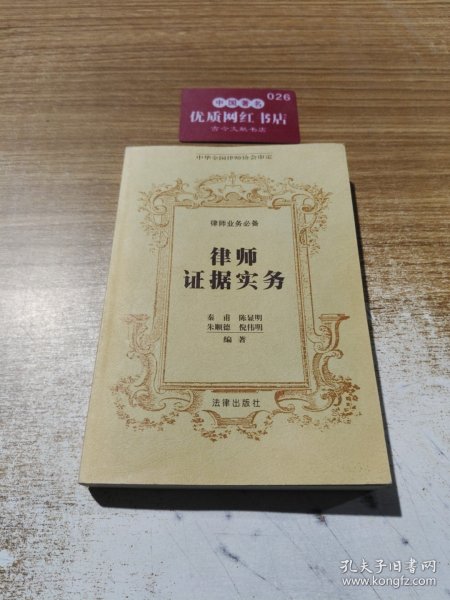 中国著名
026
优质网红书店
古今文献书店
中华全国律师协会审定
律师业务必备
律师
证据实务
秦甫 陈显明
朱顺德 倪伟明
编著
法律出版社
孔夫子旧书网
www.kongfz.com